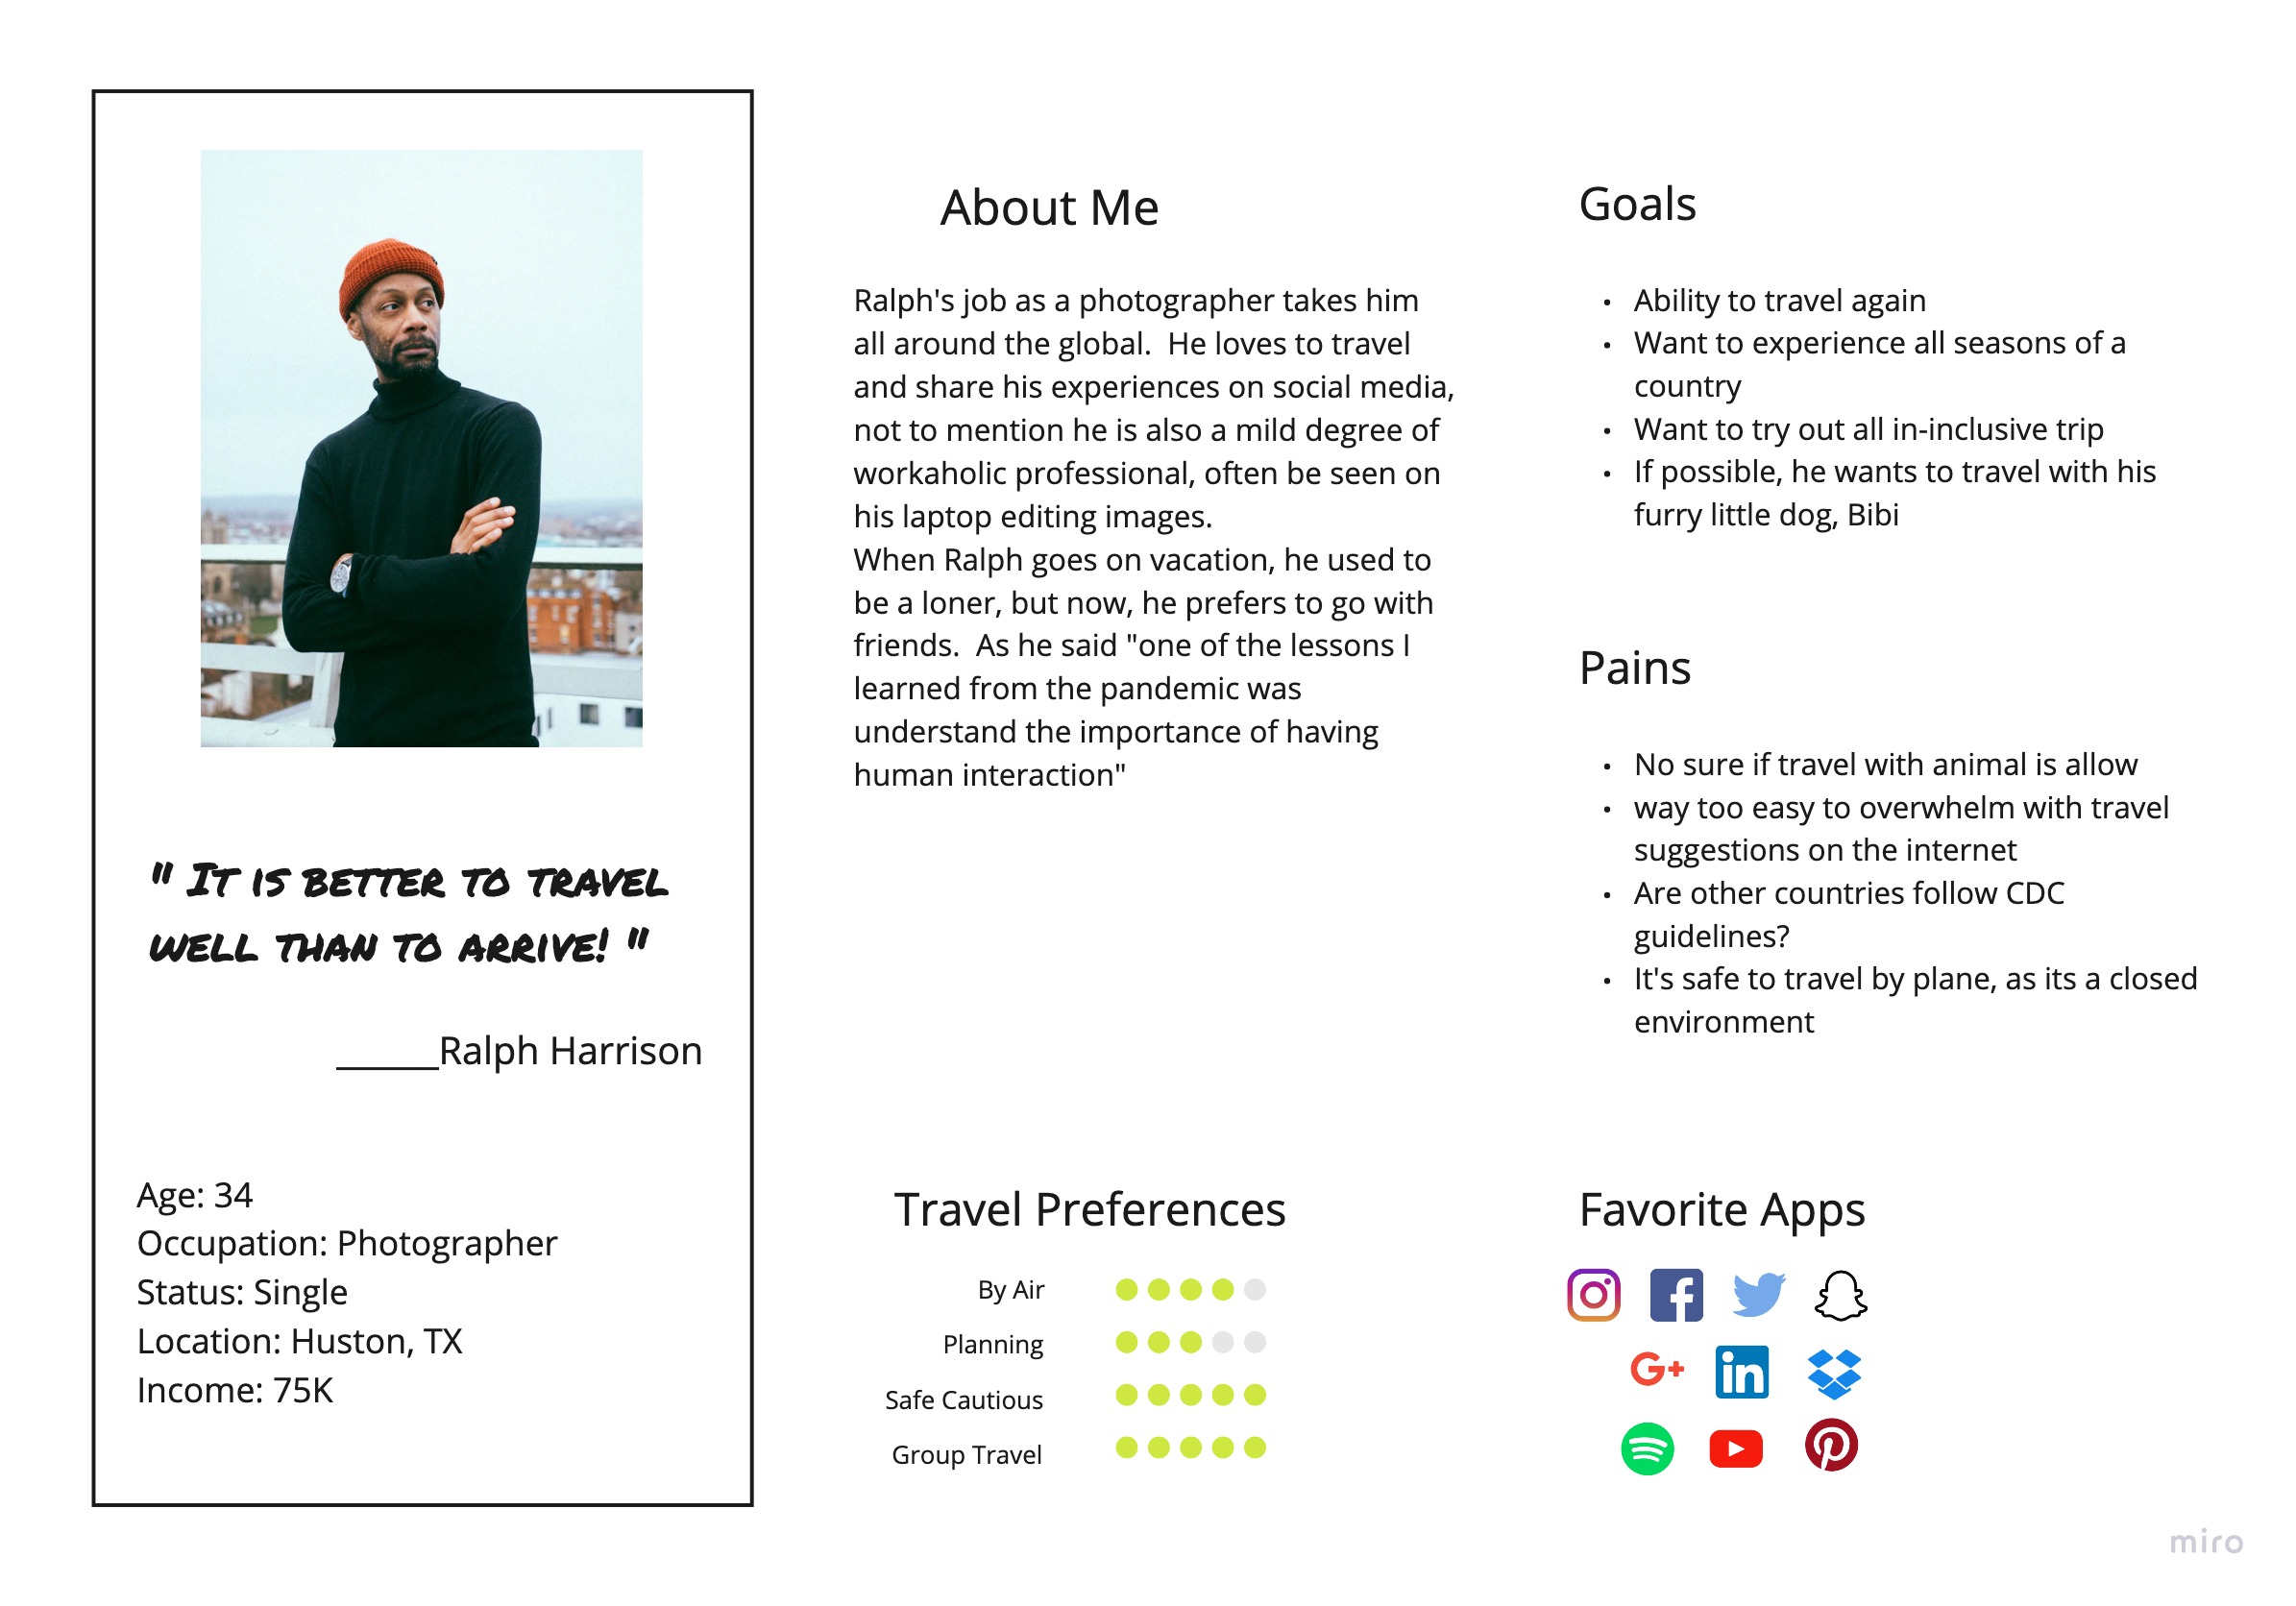 " It is better to travel
well than to arrive! "
______Ralph Harrison
Age: 34
Occupation: Photographer
Status: Single
Location: Huston, TX
Income: 75K
About Me
Ralph's job as a photographer takes him
all around the global.  He loves to travel
and share his experiences on social media,
not to mention he is also a mild degree of
workaholic professional, often be seen on
his laptop editing images.
When Ralph goes on vacation, he used to
be a loner, but now, he prefers to go with
friends.  As he said "one of the lessons I
learned from the pandemic was
understand the importance of having
human interaction"
Travel Preferences
By Air
Planning
Safe Cautious
Group Travel
Goals
• Ability to travel again
• Want to experience all seasons of a
country
• Want to try out all in-inclusive trip
• If possible, he wants to travel with his
furry little dog, Bibi
Pains
• No sure if travel with animal is allow
• way too easy to overwhelm with travel
suggestions on the internet
• Are other countries follow CDC
guidelines?
• It's safe to travel by plane, as its a closed
environment
Favorite Apps
G+
in
miro